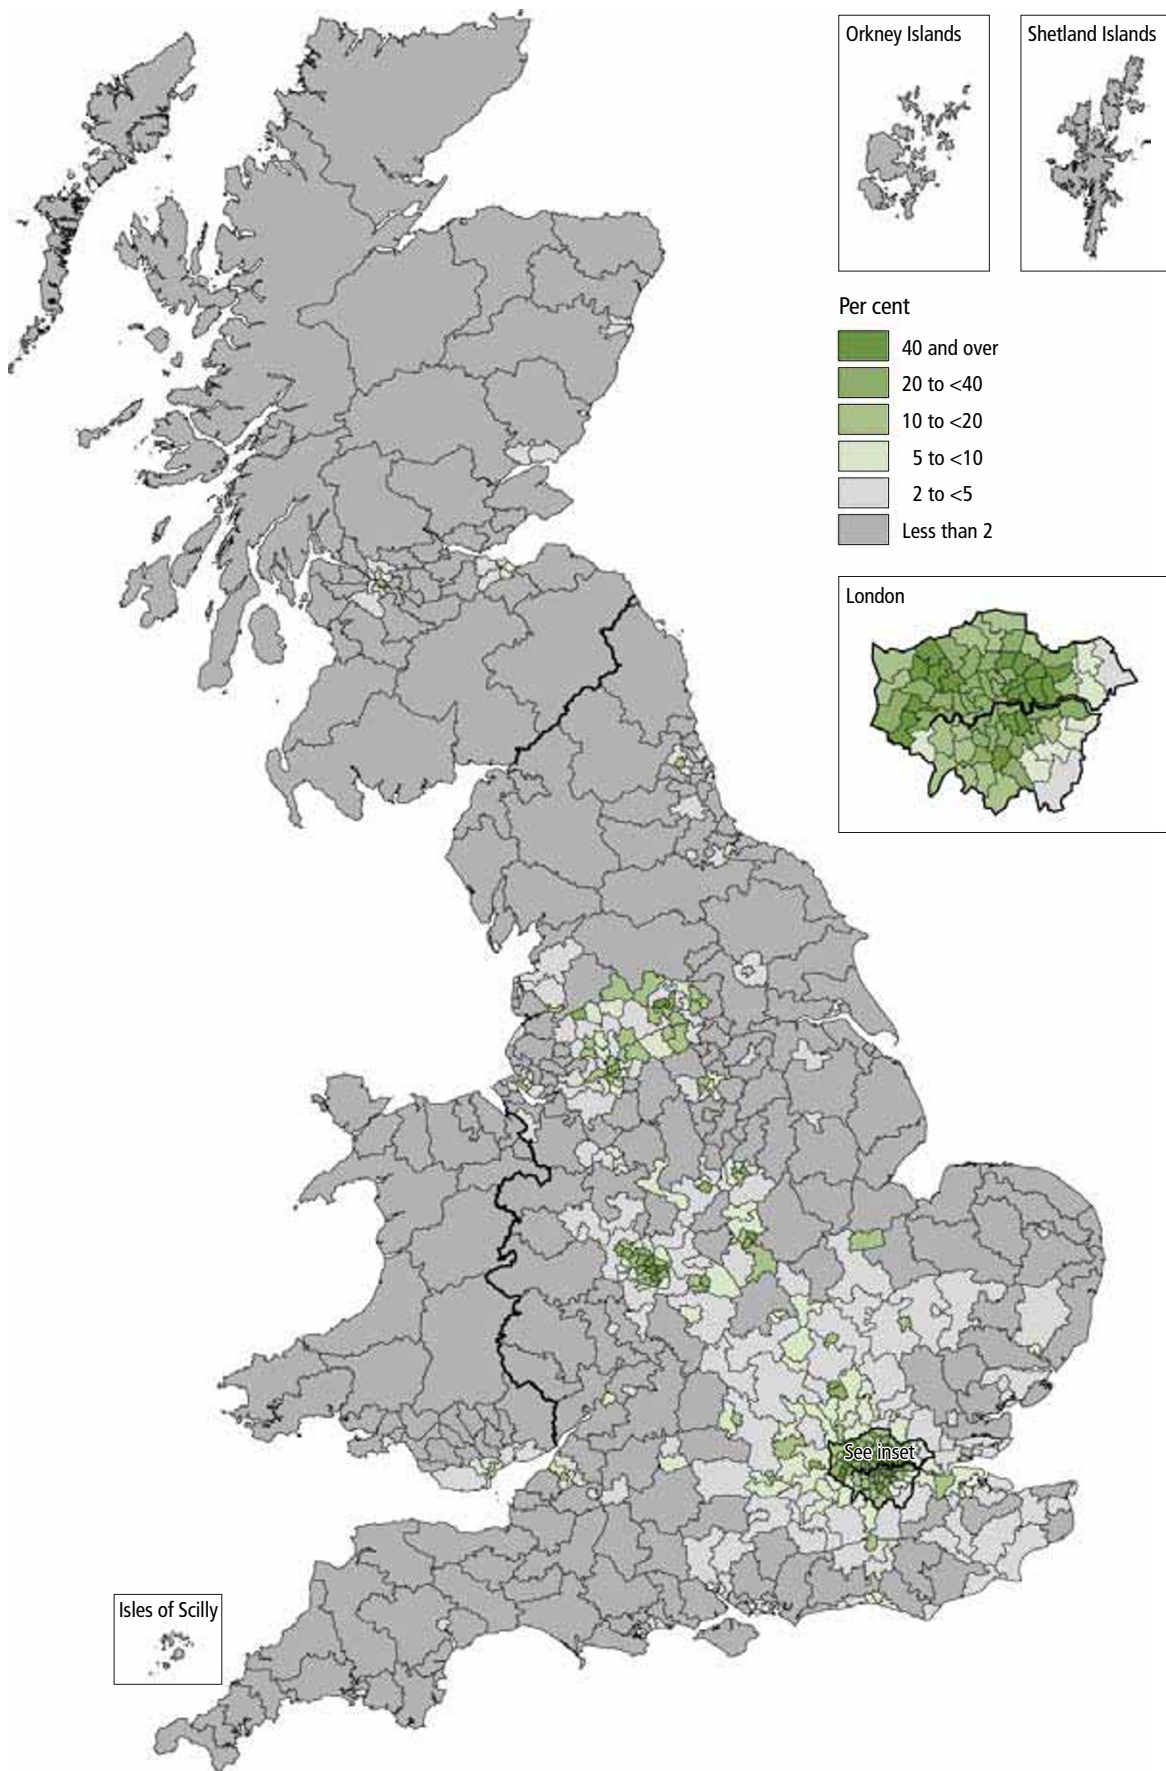 Orkney Islands
Shetland Islands
Per cent
40 and over
20 to <40
10 to <20
5 to <10
2 to <5
Less than 2
London
See inset
Isles of Scilly